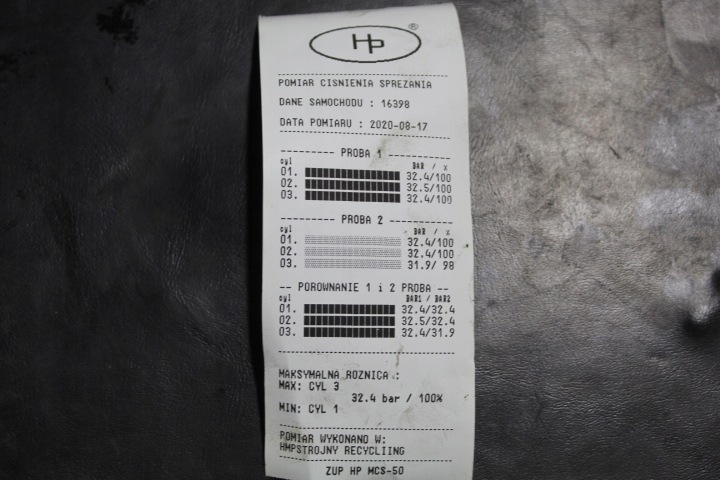 Hp ®
POMIAR CISNIENIA SPREZANIA
DANE SAMOCHODU : 16398
DATA POMIARU : 2020-08-17
--------- PROBA 1 ----------
cyl BAR / %
01. 32.4/100
02. 32.5/100
03. 32.4/100
--------- PROBA 2 ----------
cyl BAR / %
01. 32.4/100
02. 32.4/100
03. 31.9/ 98
-- POROWNANIE 1 i 2 PROBA --
cyl BAR1 / BAR2
01. 32.4/32.4
02. 32.5/32.4
03. 32.4/31.9
MAKSYMALNA ROZNICA :
MAX: CYL 3
32.4 bar / 100%
MIN: CYL 1
POMIAR WYKONANO W:
HMPSTROJNY RECYCLIING
ZUP HP MCS-50